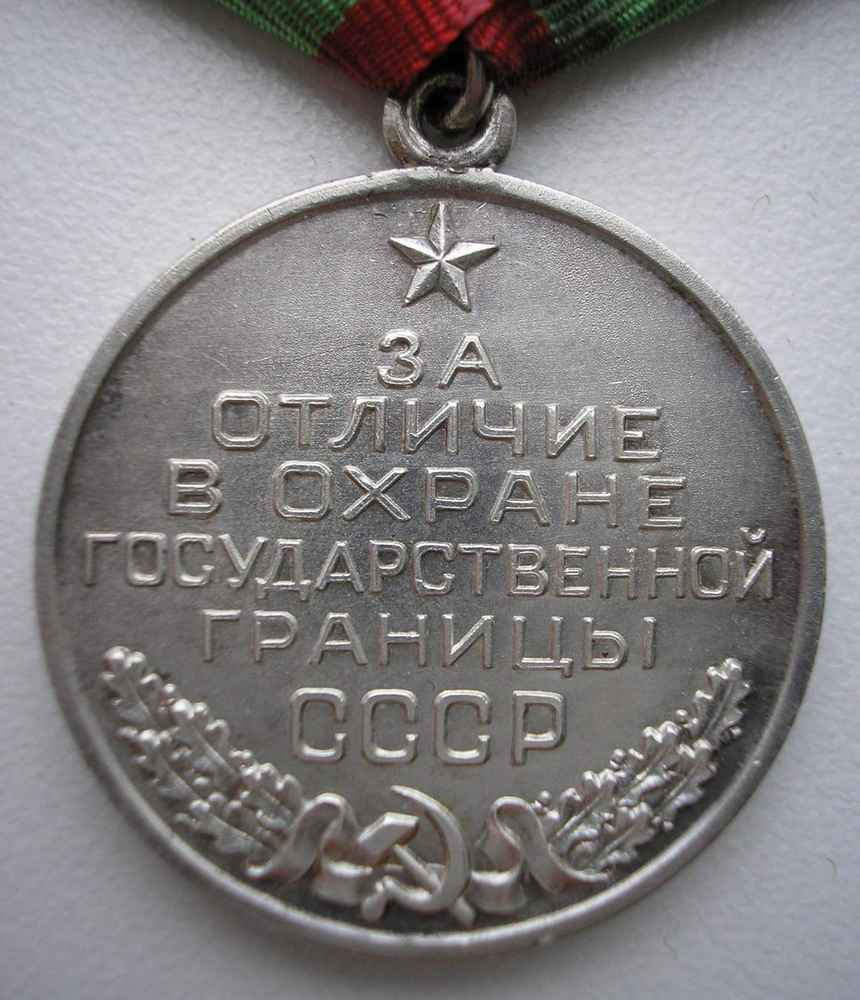 ЗА
ОТЛИЧИЕ
В ОХРАНЕ
ГОСУДАРСТВЕННОЙ
ГРАНИЦЫ
СССР